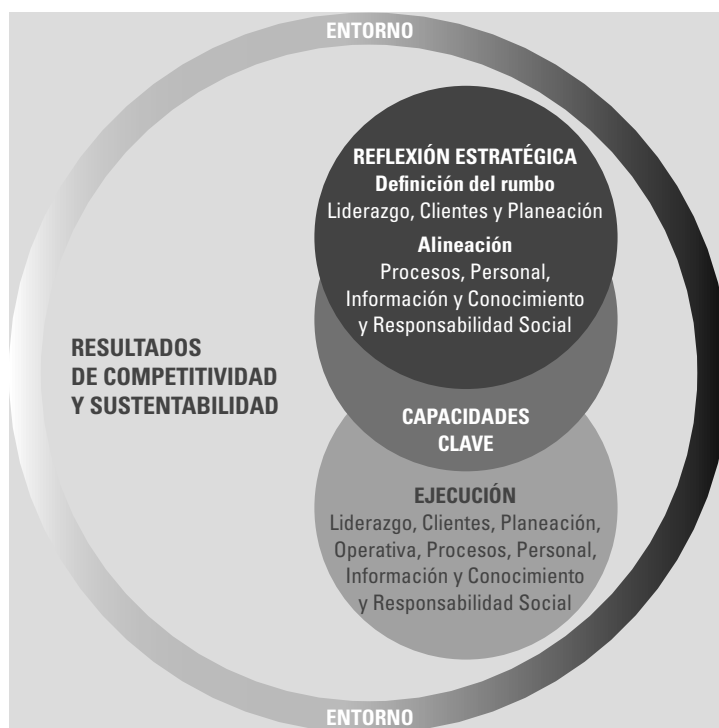 ENTORNO
REFLEXIÓN ESTRATÉGICA
Definición del rumbo
Liderazgo, Clientes y Planeación
Alineación
Procesos, Personal,
Información y Conocimiento
y Responsabilidad Social
RESULTADOS
DE COMPETITIVIDAD
Y SUSTENTABILIDAD
CAPACIDADES
CLAVE
EJECUCIÓN
Liderazgo, Clientes, Planeación,
Operativa, Procesos, Personal,
Información y Conocimiento
y Responsabilidad Social
ENTORNO